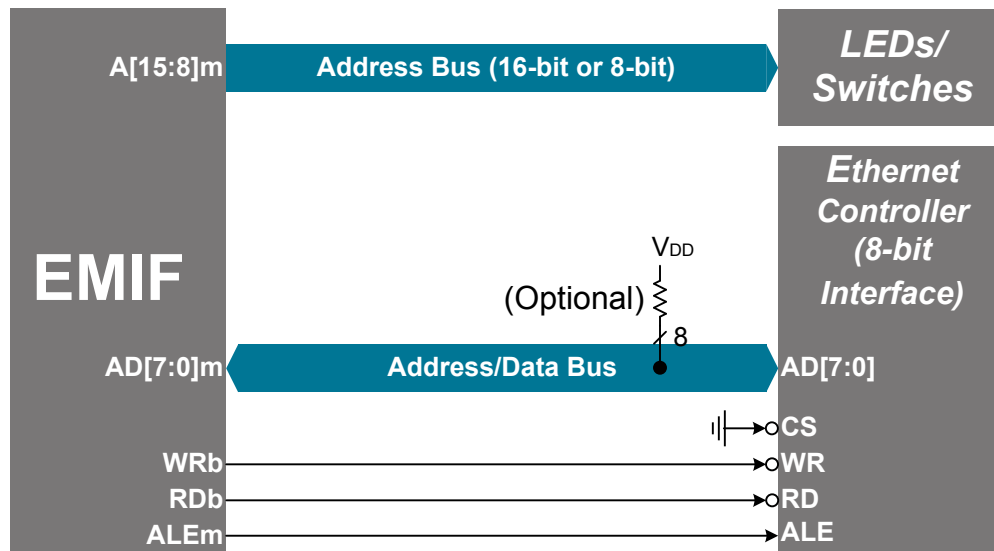 A[15:8]m
Address Bus (16-bit or 8-bit)
LEDs/
Switches
Ethernet
Controller
(8-bit
Interface)
EMIF
VDD
(Optional)
8
AD[7:0]m
Address/Data Bus
AD[7:0]
CS
WRb
WR
RDb
RD
ALEm
ALE